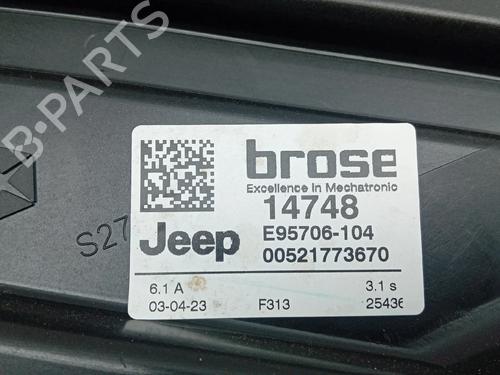 B-PARTS
brose
Excellence in Mechatronic
14748
S27
Jeep
E95706-104
00521773670
6.1 A
3.1 s
03-04-23
F313
25436